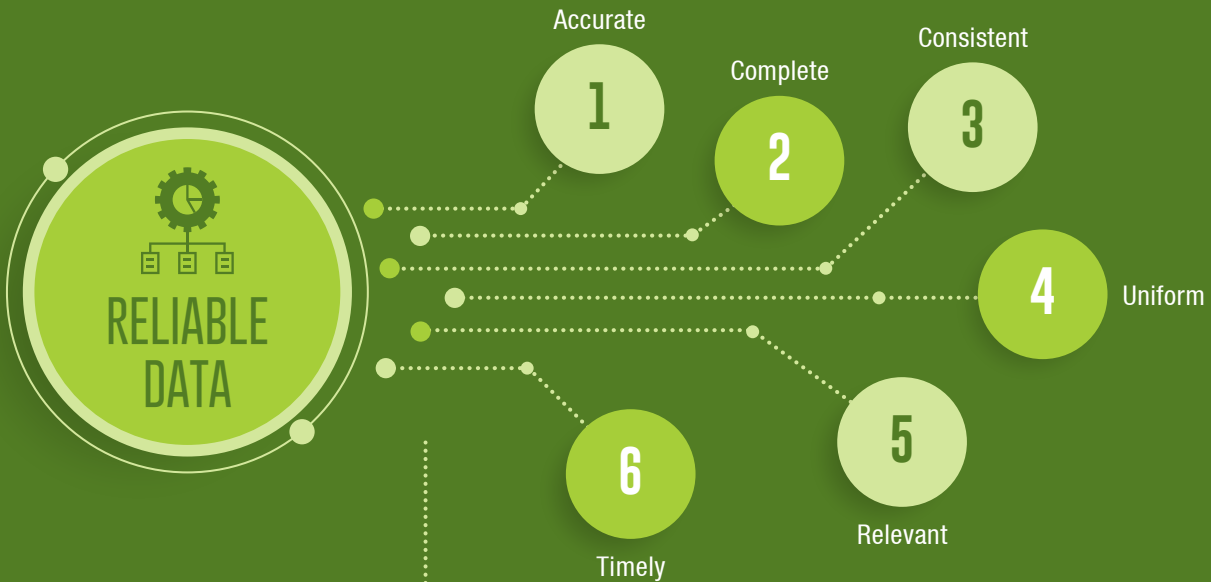 RELIABLE
DATA
Accurate
1
Complete
2
Consistent
3
4
Uniform
5
Relevant
6
Timely